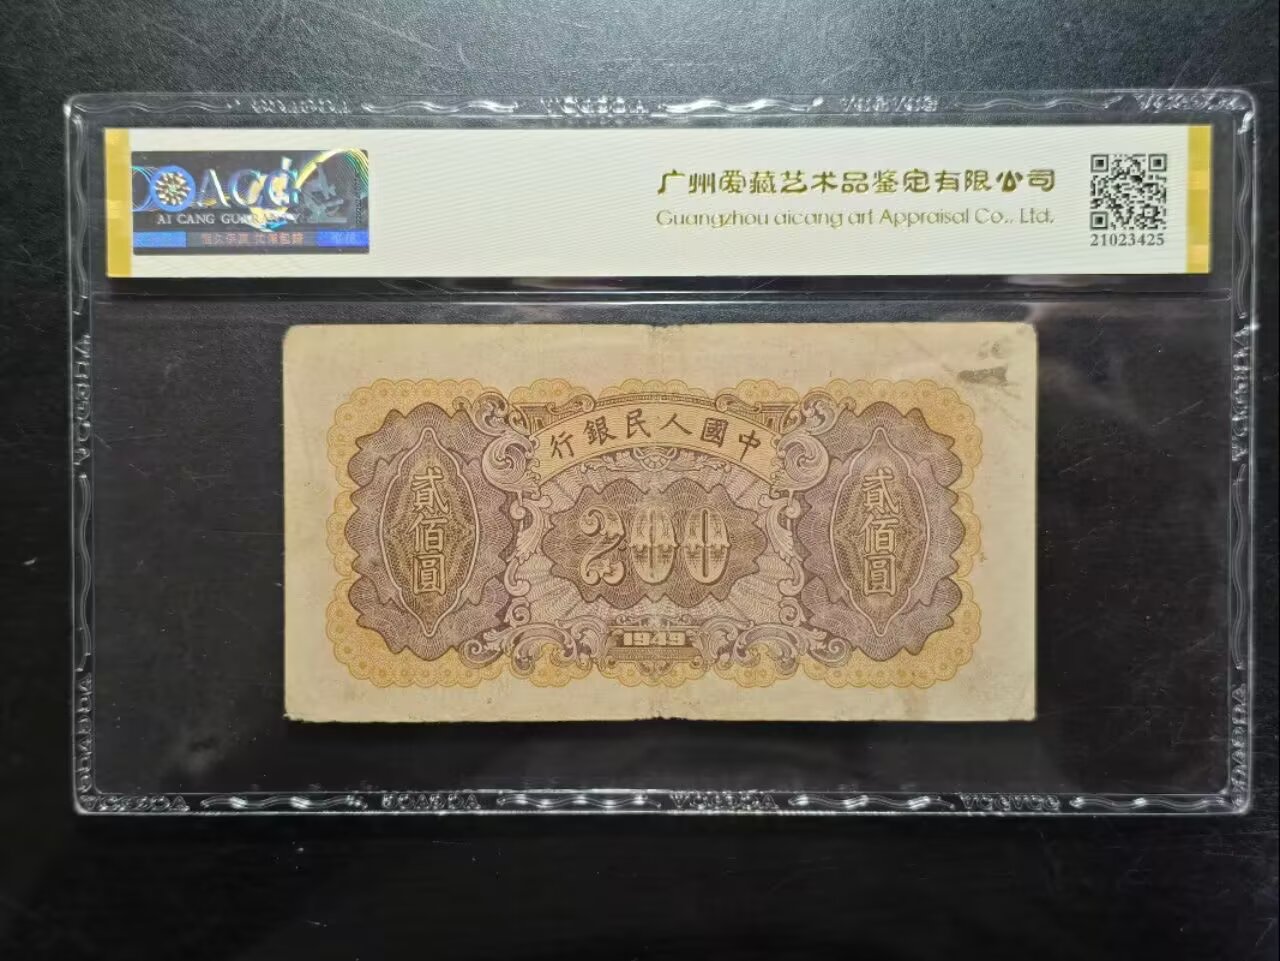 ACG
AI CANG GUARANTY
广州爱藏艺术品鉴定有限公司
Guangzhou aicang art Appraisal Co., Ltd.
21023425
行銀民人國中
貳佰圓
200
貳佰圓
1949